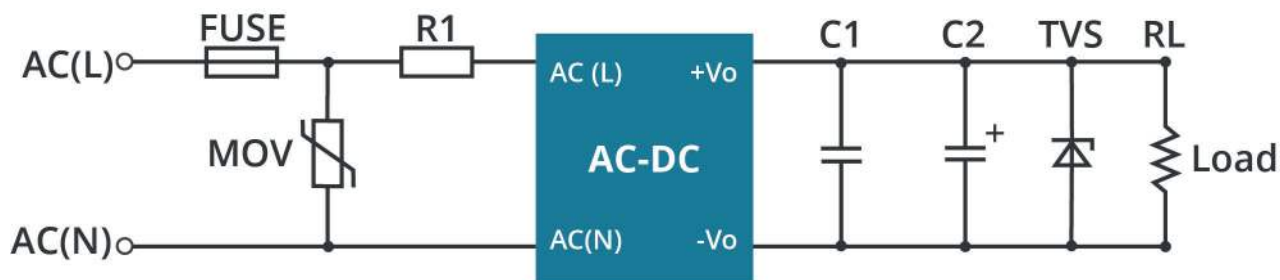 FUSE R1 C1 C2 TVS RL
AC(L) AC (L) +Vo
MOV AC-DC + Load
AC(N) AC(N) -Vo